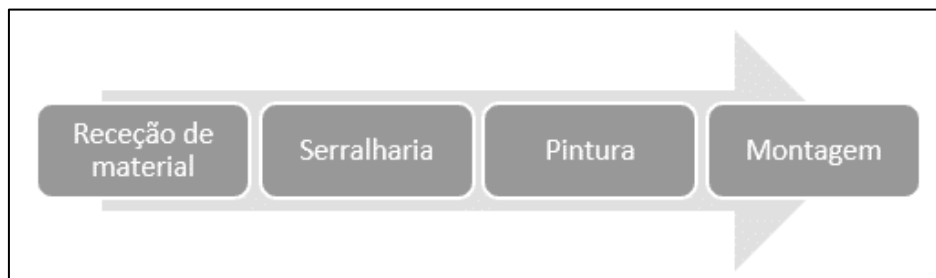 Receção de
material
Serralharia
Pintura
Montagem